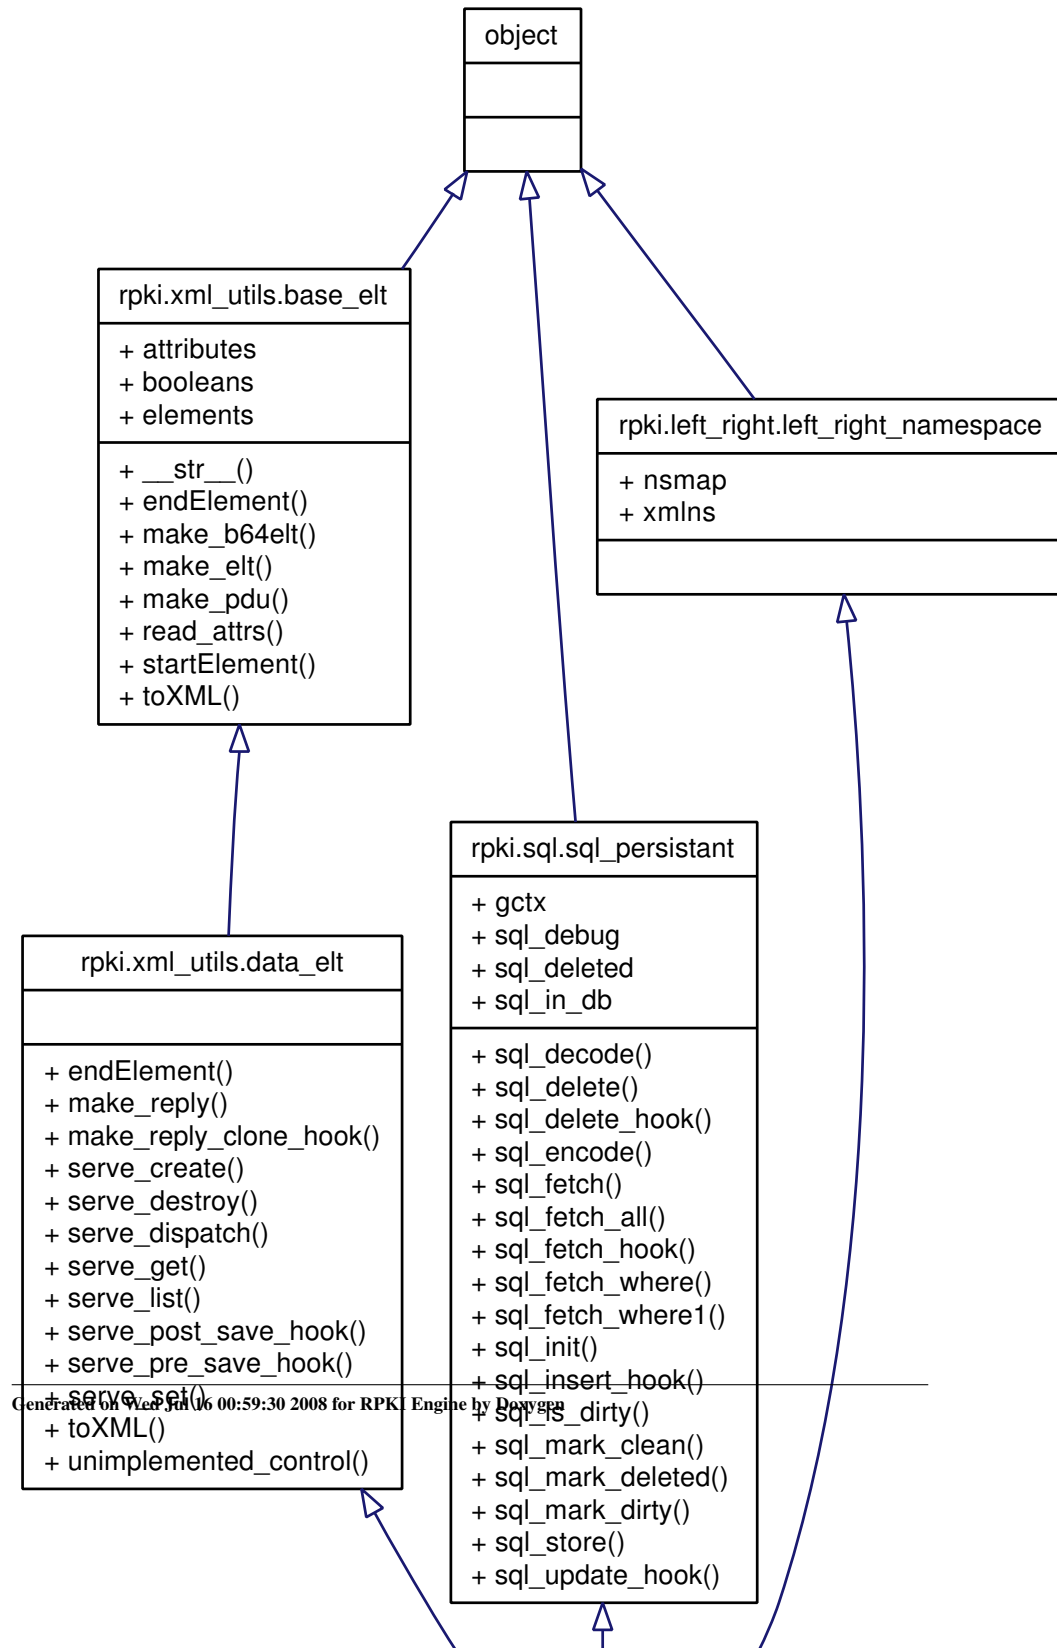 object
rpki.xml_utils.base_elt
+ attributes
+ booleans
+ elements
+ __str__()
+ endElement()
+ make_b64elt()
+ make_elt()
+ make_pdu()
+ read_attrs()
+ startElement()
+ toXML()
rpki.left_right.left_right_namespace
+ nsmap
+ xmlns
rpki.sql.sql_persistant
+ gctx
+ sql_debug
+ sql_deleted
+ sql_in_db
+ sql_decode()
+ sql_delete()
+ sql_delete_hook()
+ sql_encode()
+ sql_fetch()
+ sql_fetch_all()
+ sql_fetch_hook()
+ sql_fetch_where()
+ sql_fetch_where1()
+ sql_init()
+ sql_insert_hook()
+ sql_is_dirty()
+ sql_mark_clean()
+ sql_mark_deleted()
+ sql_mark_dirty()
+ sql_store()
+ sql_update_hook()
rpki.xml_utils.data_elt
+ endElement()
+ make_reply()
+ make_reply_clone_hook()
+ serve_create()
+ serve_destroy()
+ serve_dispatch()
+ serve_get()
+ serve_list()
+ serve_post_save_hook()
+ serve_pre_save_hook()
+ serve_set()
+ toXML()
+ unimplemented_control()
Generated on Wed Jul 16 00:59:30 2008 for RPKI Engine by Doxygen